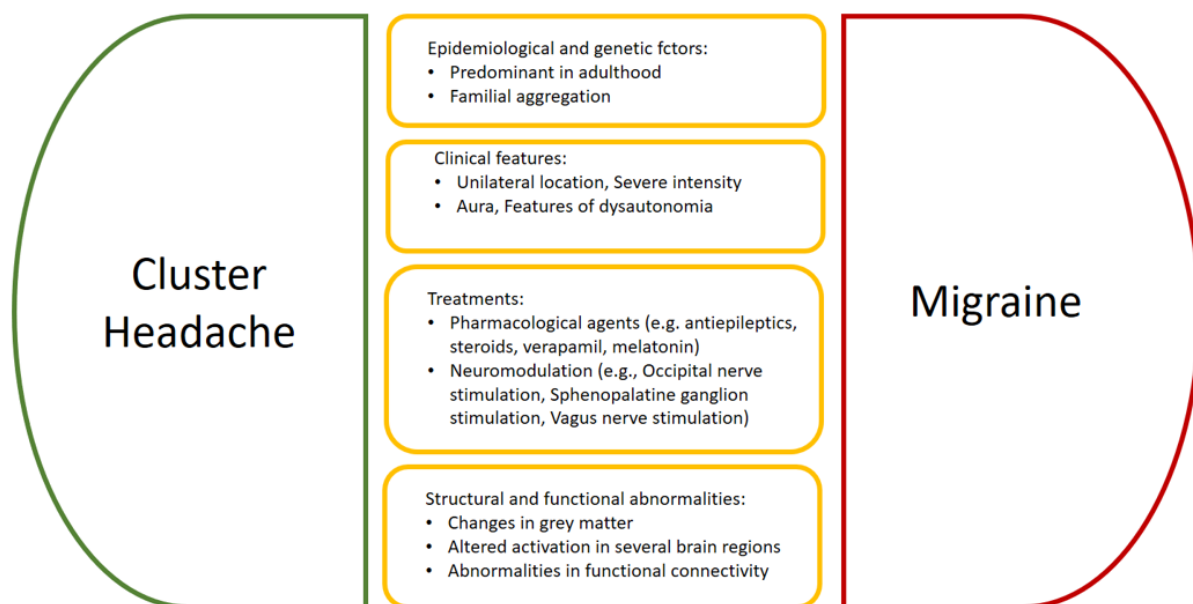 Cluster
Headache
Epidemiological and genetic fctors:
• Predominant in adulthood
• Familial aggregation
Clinical features:
• Unilateral location, Severe intensity
• Aura, Features of dysautonomia
Treatments:
• Pharmacological agents (e.g. antiepileptics,
steroids, verapamil, melatonin)
• Neuromodulation (e.g., Occipital nerve
stimulation, Sphenopalatine ganglion
stimulation, Vagus nerve stimulation)
Structural and functional abnormalities:
• Changes in grey matter
• Altered activation in several brain regions
• Abnormalities in functional connectivity
Migraine